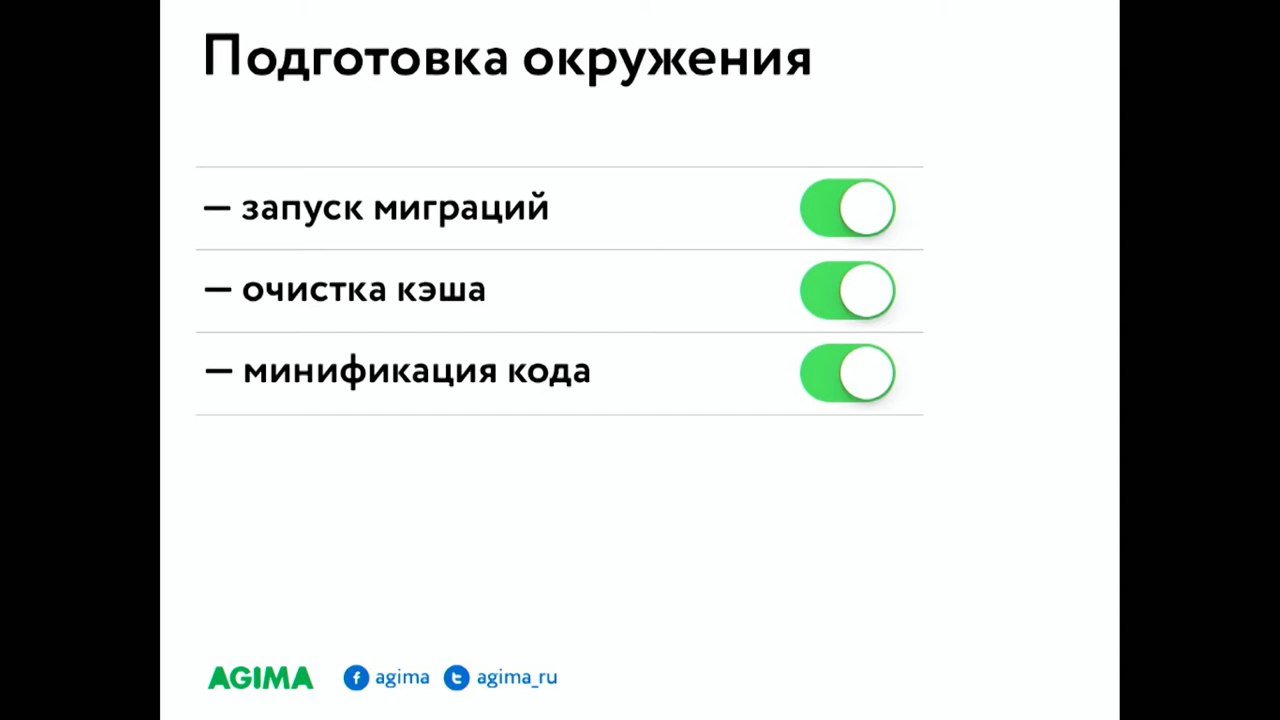 Подготовка окружения
— запуск миграций
— очистка кэша
— минификация кода
AGIMA agima agima_ru